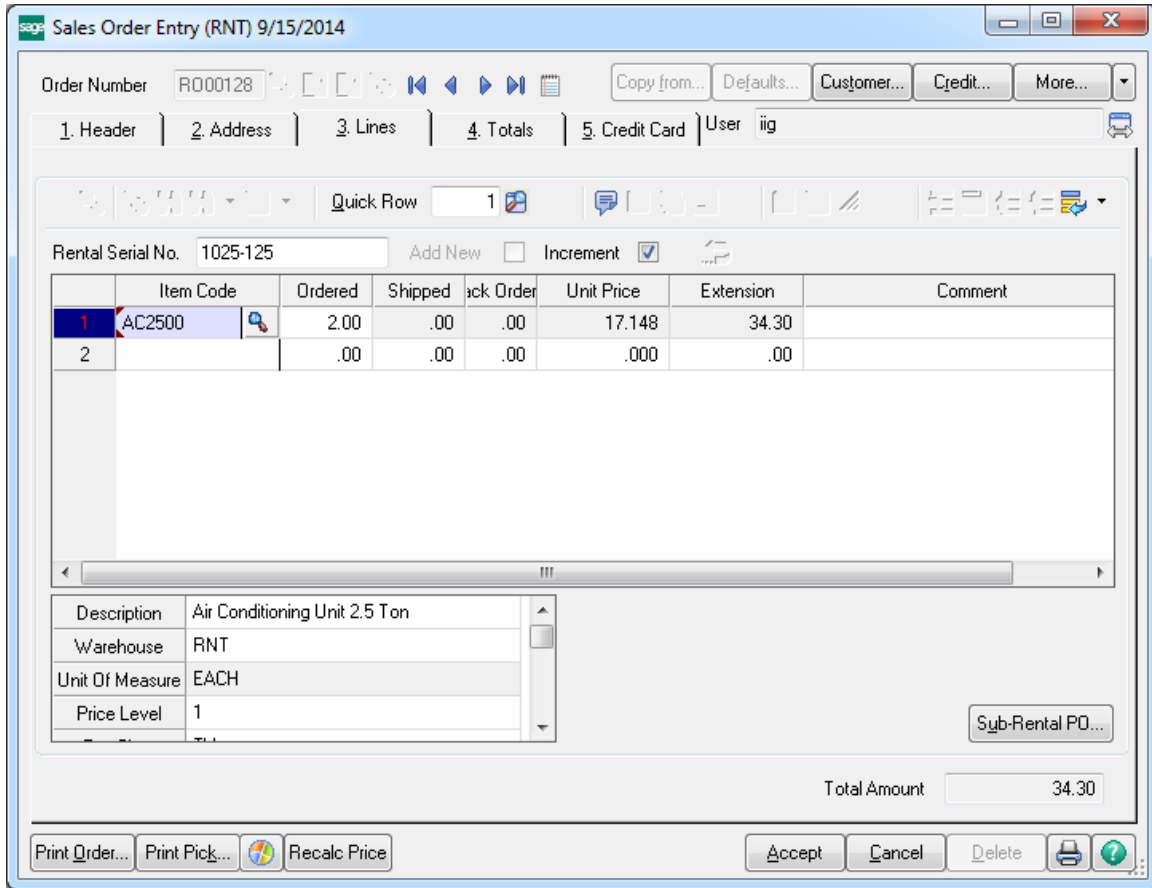 sage Sales Order Entry (RNT) 9/15/2014
Order Number RO00128 Copy from... Defaults... Customer... Credit... More...
1. Header 2. Address 3. Lines 4. Totals 5. Credit Card User iig
Quick Row 1
Rental Serial No. 1025-125 Add New Increment
Item Code Ordered Shipped ack Order Unit Price Extension Comment
1 AC2500 2.00 .00 .00 17.148 34.30
2 .00 .00 .00 .000 .00
Description Air Conditioning Unit 2.5 Ton
Warehouse RNT
Unit Of Measure EACH
Price Level 1
Sub-Rental PO...
Total Amount 34.30
Print Order... Print Pick... Recalc Price Accept Cancel Delete